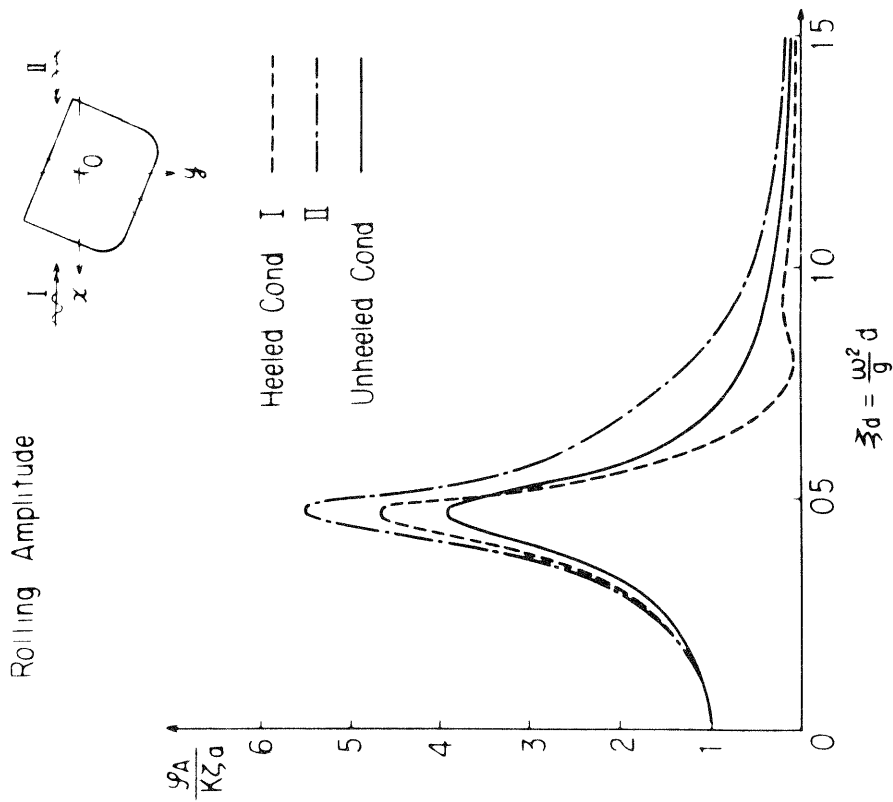 Rolling Amplitude
I
II
x
O
y
Heeled Cond I
II
Unheeled Cond
φA
Kζa
6
5
4
3
2
1
0
05
10
15
ξd = ω²/g d